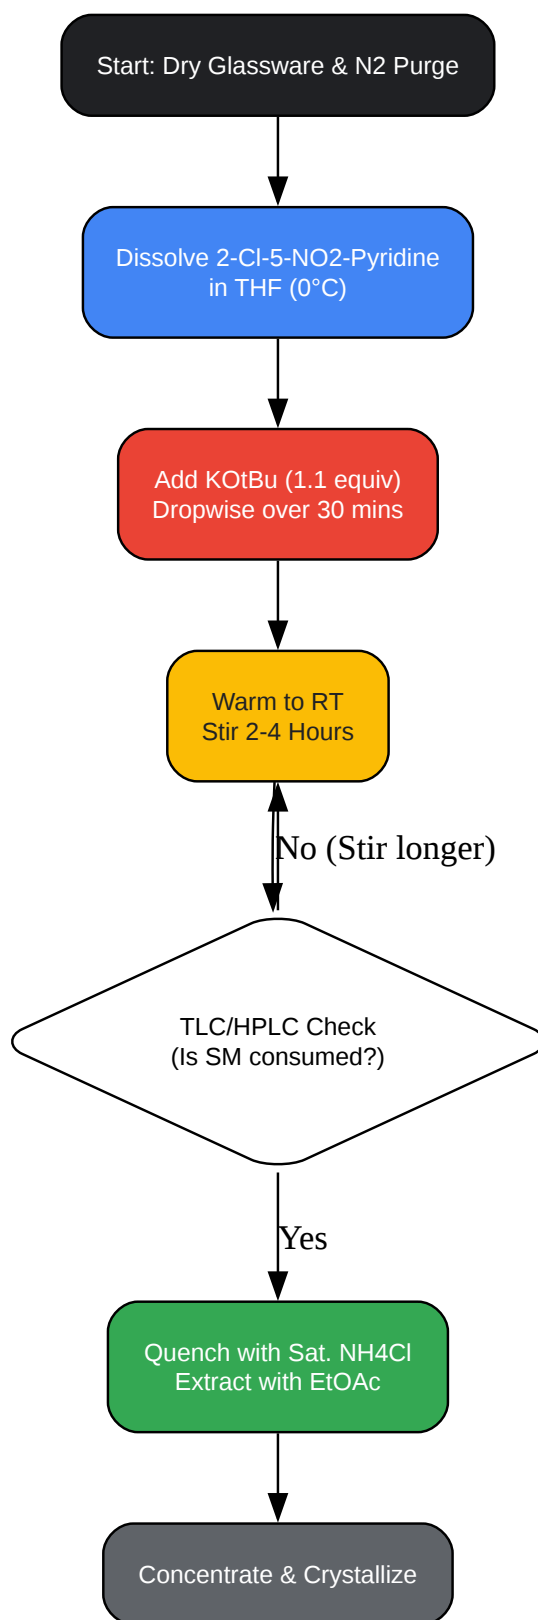 Start: Dry Glassware & N2 Purge
Dissolve 2-Cl-5-NO2-Pyridine
in THF (0°C)
Add KOtBu (1.1 equiv)
Dropwise over 30 mins
Warm to RT
Stir 2-4 Hours
No (Stir longer)
TLC/HPLC Check
(Is SM consumed?)
Yes
Quench with Sat. NH4Cl
Extract with EtOAc
Concentrate & Crystallize